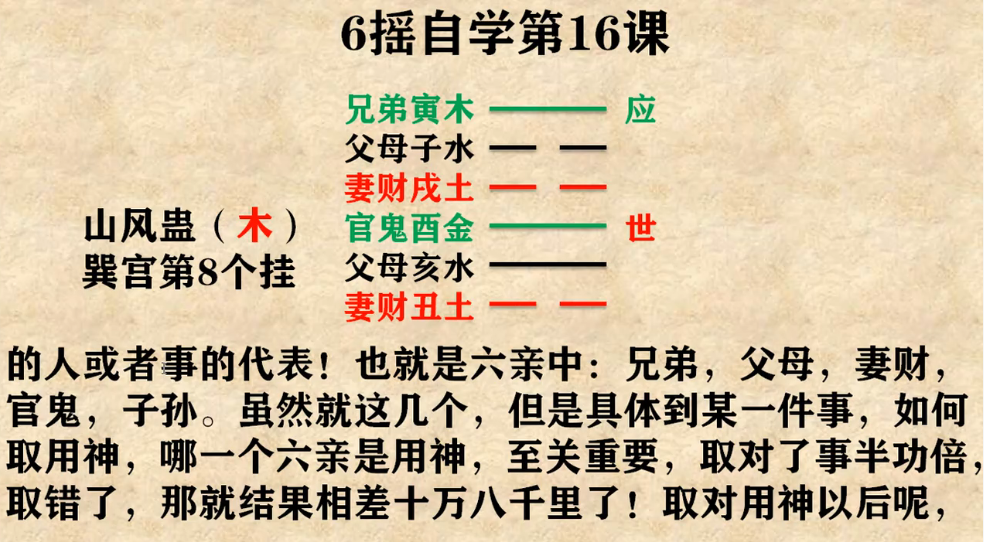 6摇自学第16课
兄弟寅木 应
父母子水
妻财戌土
山风蛊（木） 官鬼酉金 世
巽宫第8个挂 父母亥水
妻财丑土
的人或者事的代表！也就是六亲中：兄弟，父母，妻财，
官鬼，子孙。虽然就这几个，但是具体到某一件事，如何
取用神，哪一个六亲是用神，至关重要，取对了事半功倍，
取错了，那就结果相差十万八千里了！取对用神以后呢，